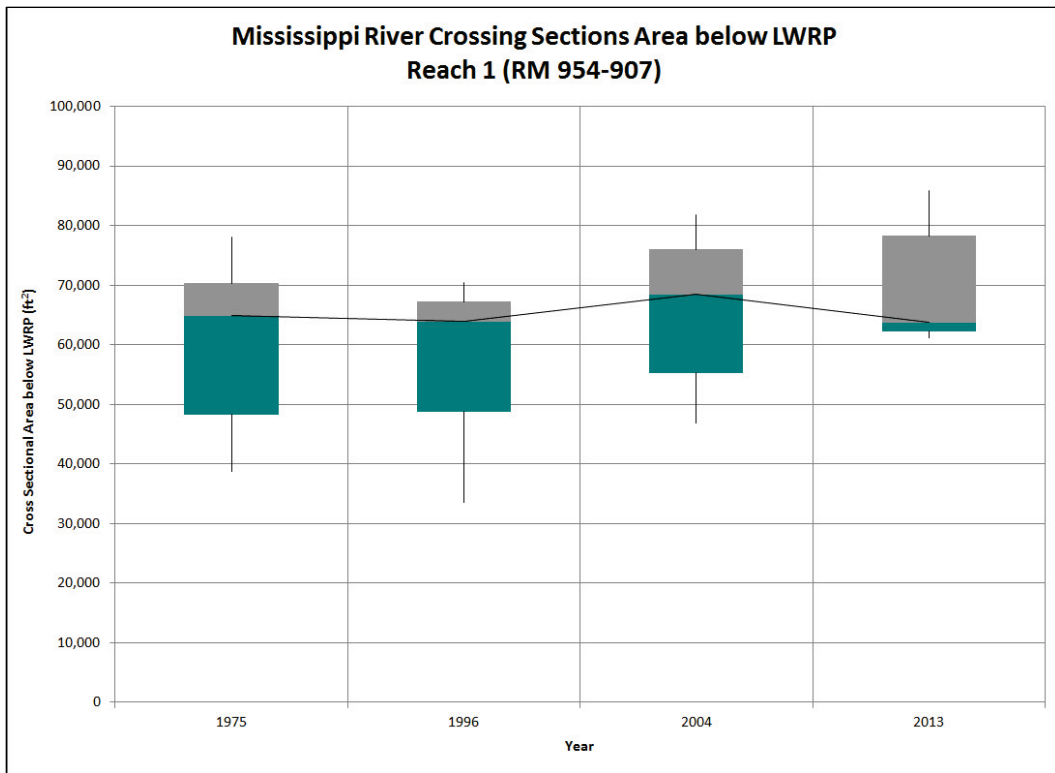 Mississippi River Crossing Sections Area below LWRP
Reach 1 (RM 954-907)
100,000
90,000
80,000
70,000
60,000
50,000
40,000
30,000
20,000
10,000
0
Cross Sectional Area below LWRP (ft²)
1975 1996 2004 2013
Year